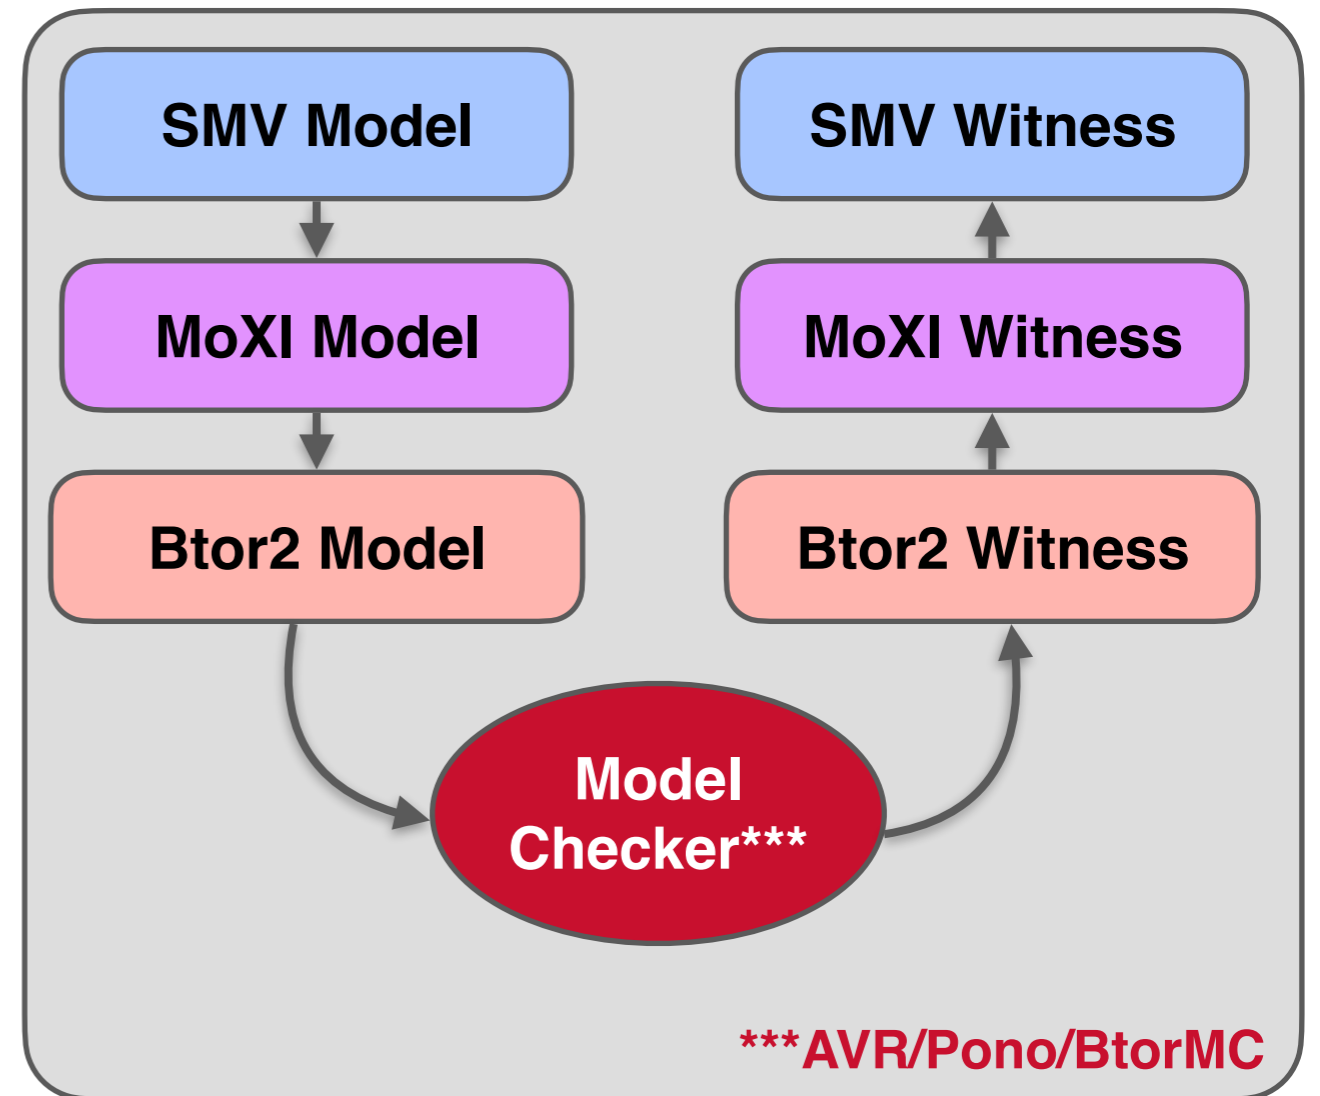 SMV Model
SMV Witness
MoXI Model
MoXI Witness
Btor2 Model
Btor2 Witness
Model
Checker***
***AVR/Pono/BtorMC